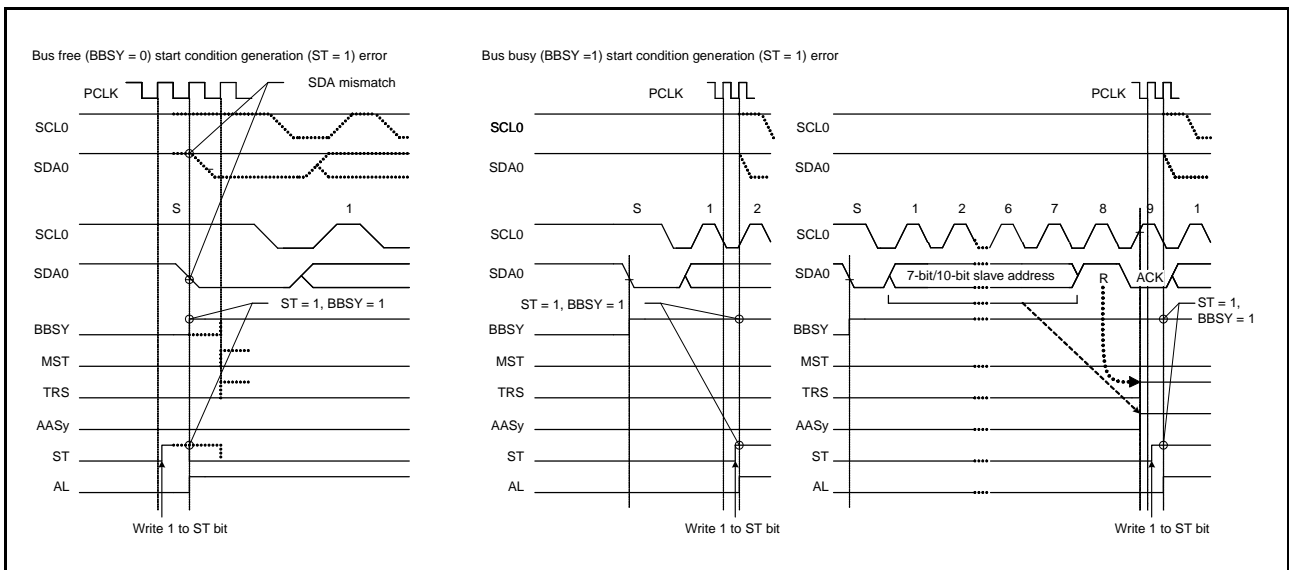 Bus free (BBSY = 0) start condition generation (ST = 1) error
PCLK
SDA mismatch
SCL0
SDA0
S 1
SCL0
SDA0
ST = 1, BBSY = 1
BBSY
MST
TRS
AASy
ST
AL
Write 1 to ST bit
Bus busy (BBSY =1) start condition generation (ST = 1) error
PCLK
SCL0
SDA0
S 1 2
SCL0
SDA0
ST = 1, BBSY = 1
BBSY
MST
TRS
AASy
ST
AL
Write 1 to ST bit
PCLK
SCL0
SDA0
S 1 2 6 7 8 9 1
SCL0
SDA0
7-bit/10-bit slave address R ACK
ST = 1,
BBSY = 1
BBSY
MST
TRS
AASy
ST
AL
Write 1 to ST bit